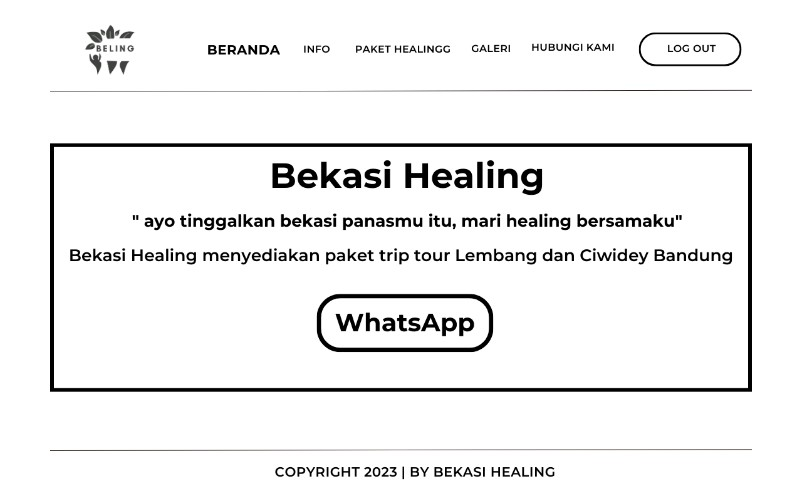 BELING
BERANDA INFO PAKET HEALINGG GALERI HUBUNGI KAMI LOG OUT
Bekasi Healing
" ayo tinggalkan bekasi panasmu itu, mari healing bersamaku"
Bekasi Healing menyediakan paket trip tour Lembang dan Ciwidey Bandung
WhatsApp
COPYRIGHT 2023 | BY BEKASI HEALING